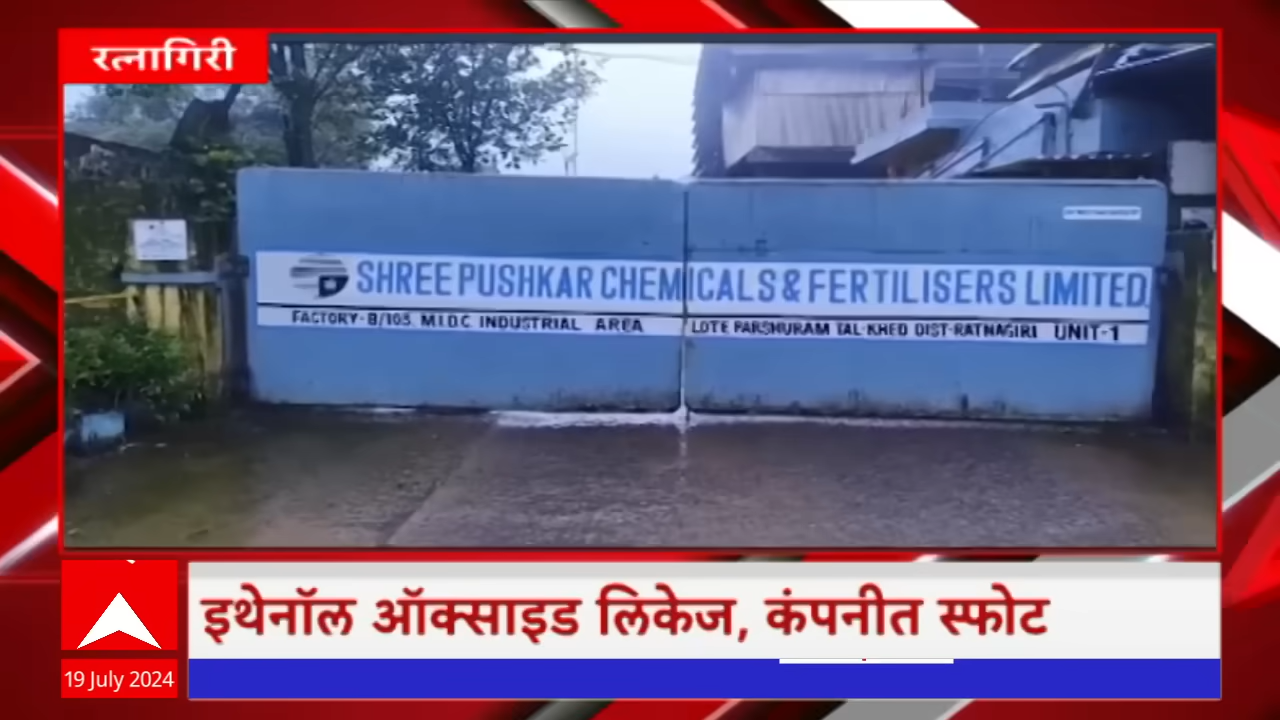 रत्नागिरी
SHREE PUSHKAR CHEMICALS & FERTILISERS LIMITED
FACTORY-B/103. M.I.D.C. INDUSTRIAL AREA LOTE PARSHURAM TAL-KHED DIST-RATNAGIRI UNIT-1
इथेनॉल ऑक्साइड लिकेज, कंपनीत स्फोट
19 July 2024